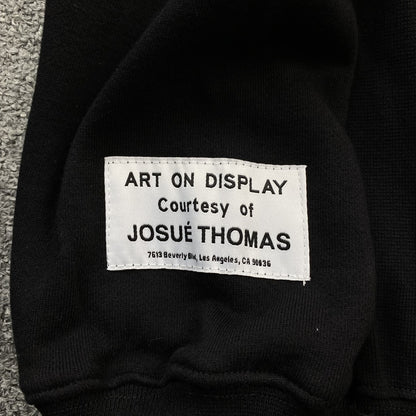 ART ON DISPLAY
Courtesy of
JOSUÉ THOMAS
7613 Beverly Blvd, Los Angeles, CA 90036